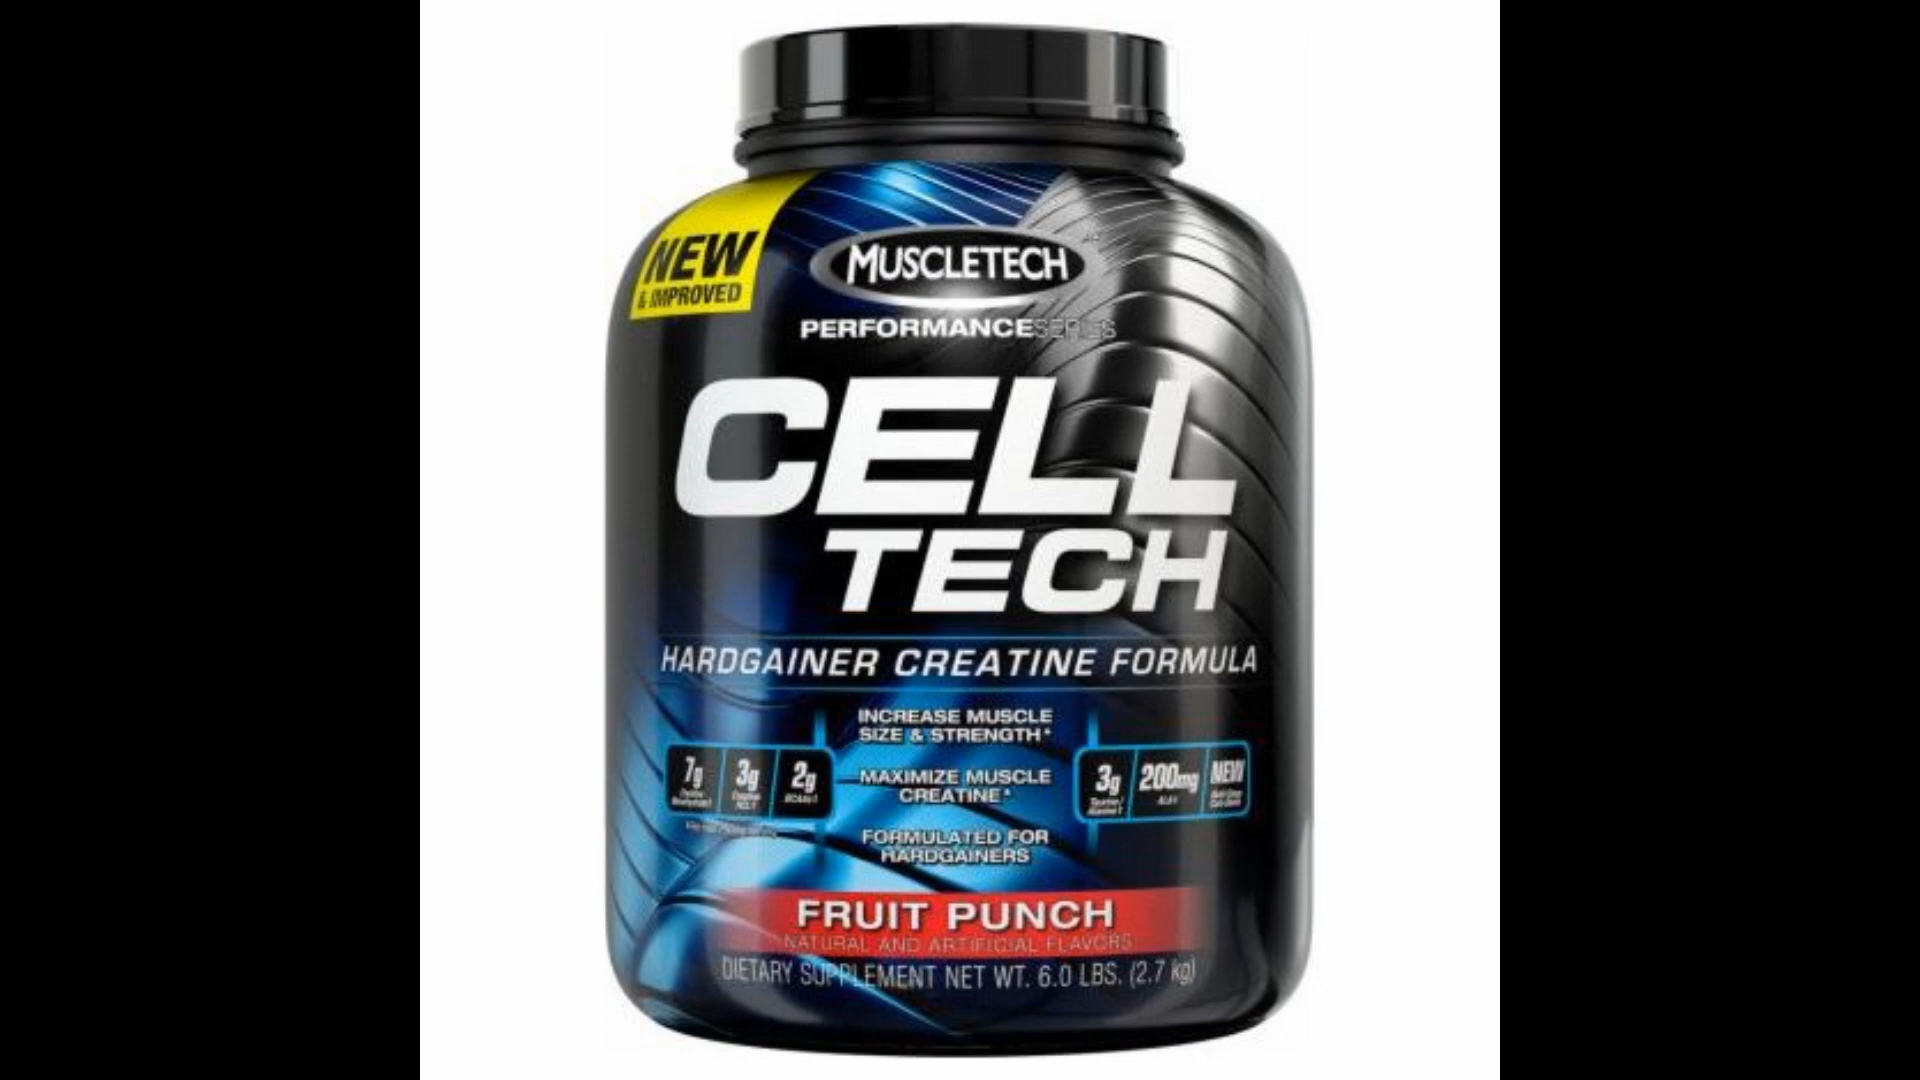 NEW
& IMPROVED
MUSCLETECH
PERFORMANCESERIES
CELL
TECH
HARDGAINER CREATINE FORMULA
INCREASE MUSCLE
SIZE & STRENGTH*
MAXIMIZE MUSCLE
CREATINE*
FORMULATED FOR
HARDGAINERS
7g
3g
2g
BCAAs
3g
200mg
ALA
NEW
FRUIT PUNCH
NATURAL AND ARTIFICIAL FLAVORS
DIETARY SUPPLEMENT NET WT. 6.0 LBS. (2.7 kg)